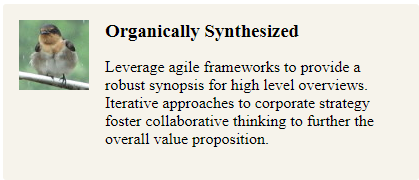 Organically Synthesized
Leverage agile frameworks to provide a
robust synopsis for high level overviews.
Iterative approaches to corporate strategy
foster collaborative thinking to further the
overall value proposition.